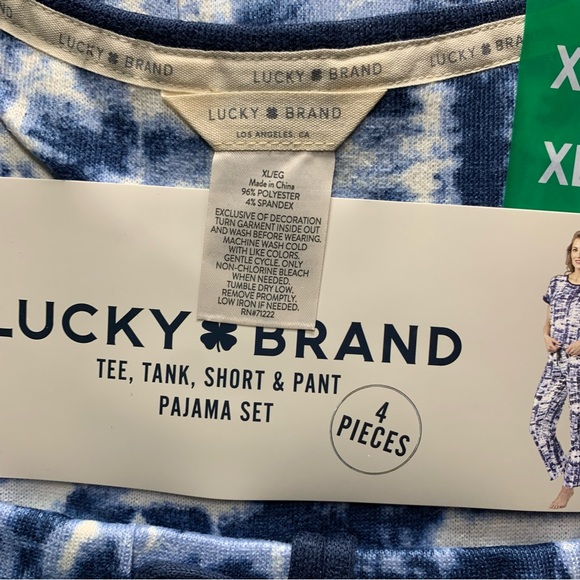 LUCKY BRAND LUCKY BRAND LUCKY BRA
LUCKY BRAND
LOS ANGELES, CA
XL/EG
Made in China
96% POLYESTER
4% SPANDEX
EXCLUSIVE OF DECORATION
TURN GARMENT INSIDE OUT
AND WASH BEFORE WEARING.
MACHINE WASH COLD
WITH LIKE COLORS.
GENTLE CYCLE. ONLY
NON-CHLORINE BLEACH
WHEN NEEDED.
TUMBLE DRY LOW.
REMOVE PROMPTLY.
LOW IRON IF NEEDED.
RN#71222
LUCKY BRAND
TEE, TANK, SHORT & PANT
PAJAMA SET
4
PIECES
X
XL